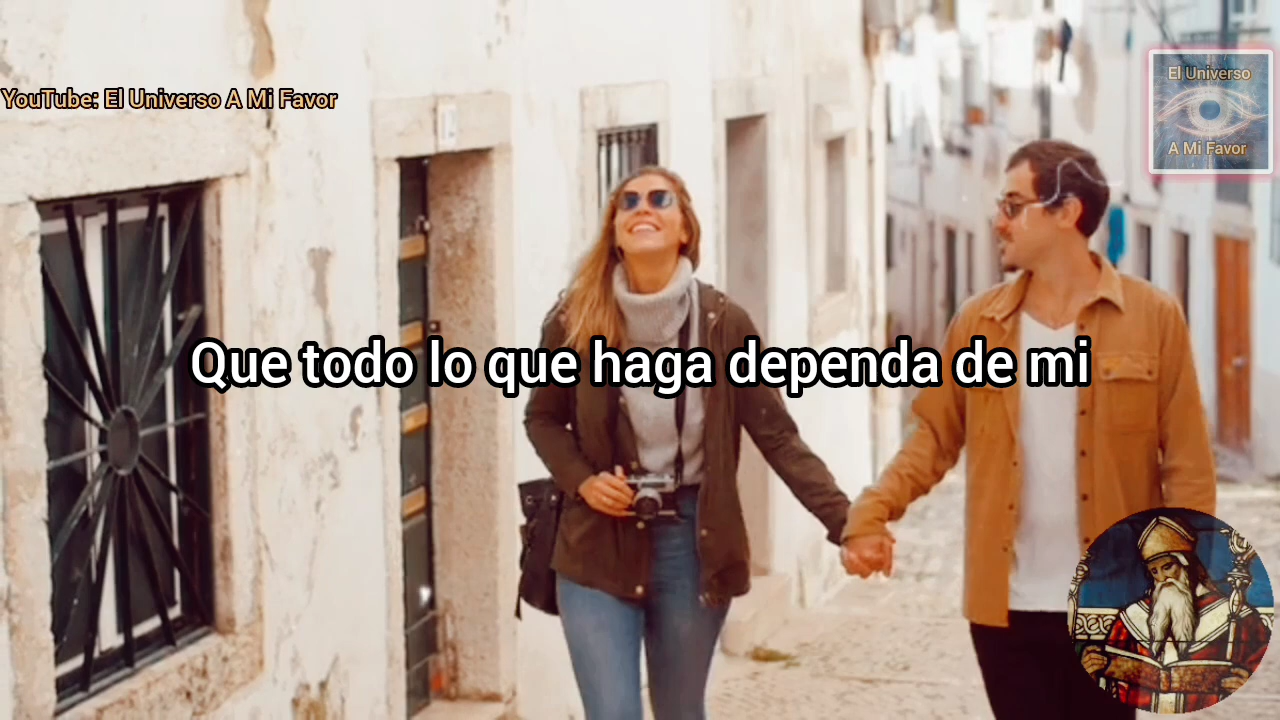 YouTube: El Universo A Mi Favor
El Universo
A Mi Favor
Que todo lo que haga dependa de mi